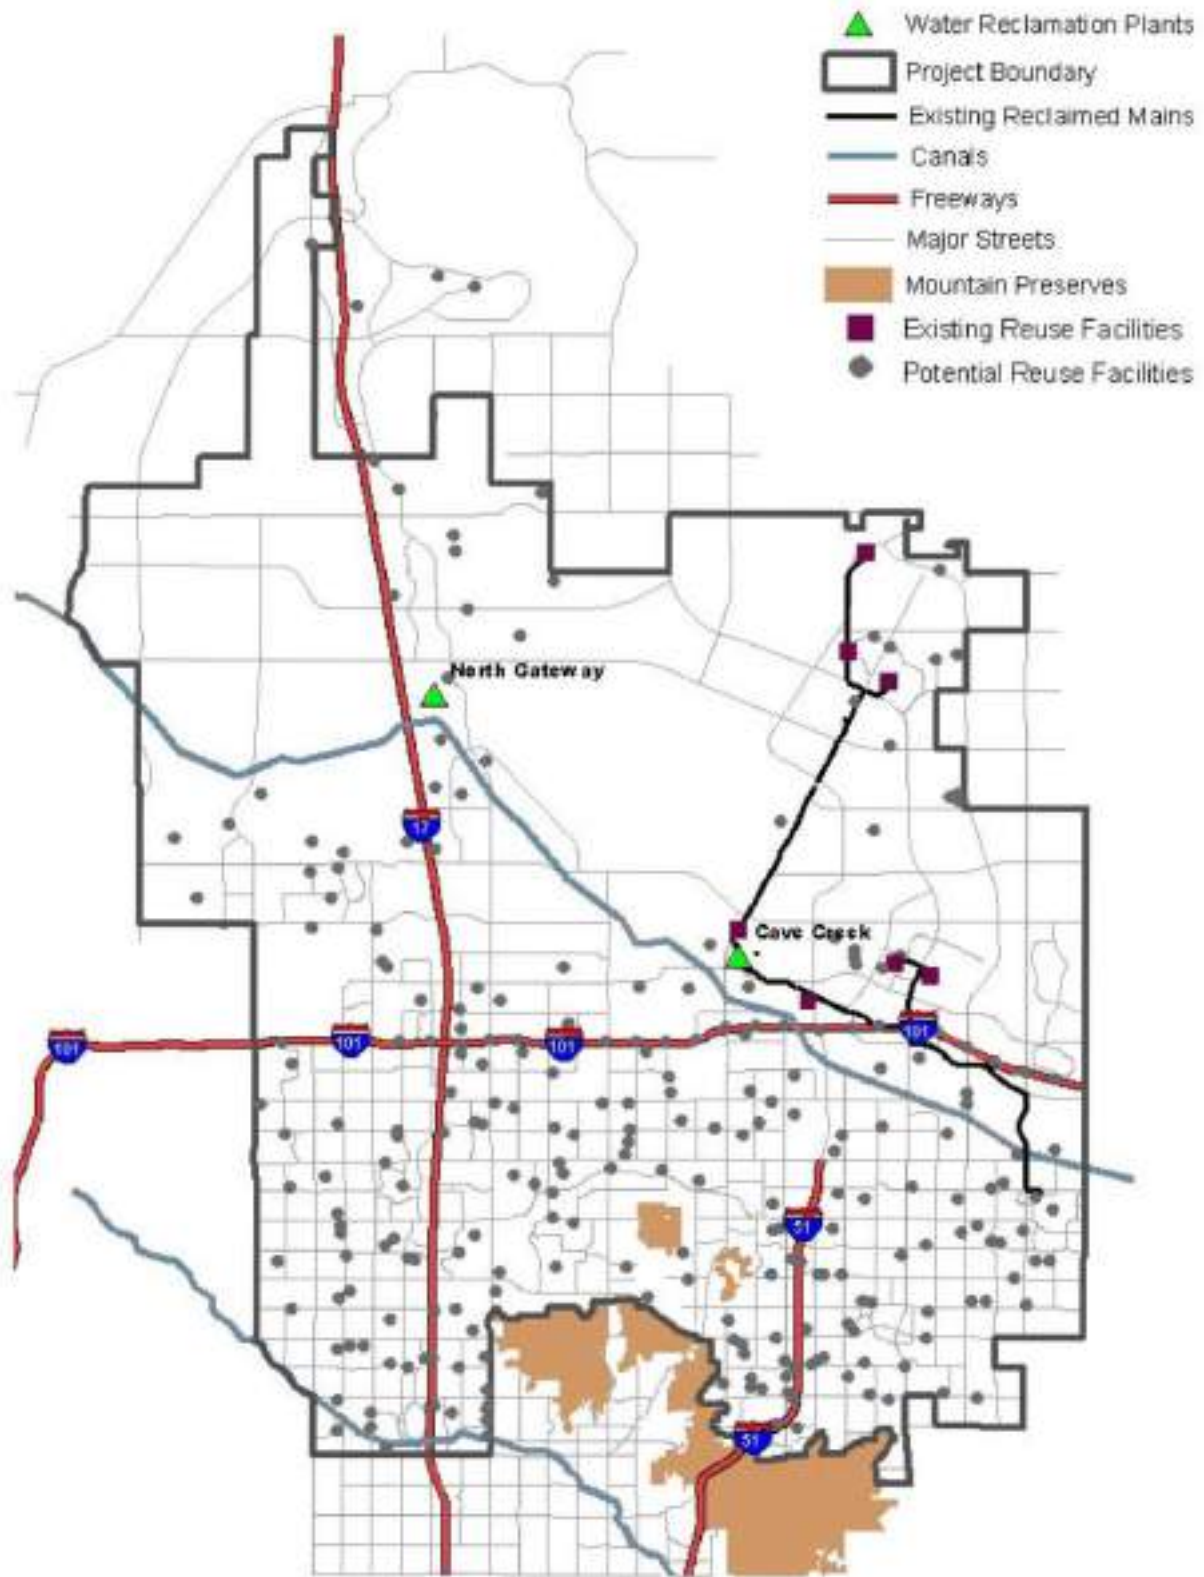 Water Reclamation Plants
Project Boundary
Existing Reclaimed Mains
Canals
Freeways
Major Streets
Mountain Preserves
Existing Reuse Facilities
Potential Reuse Facilities
North Gateway
17
Cave Creek
101
101
101
101
51
51